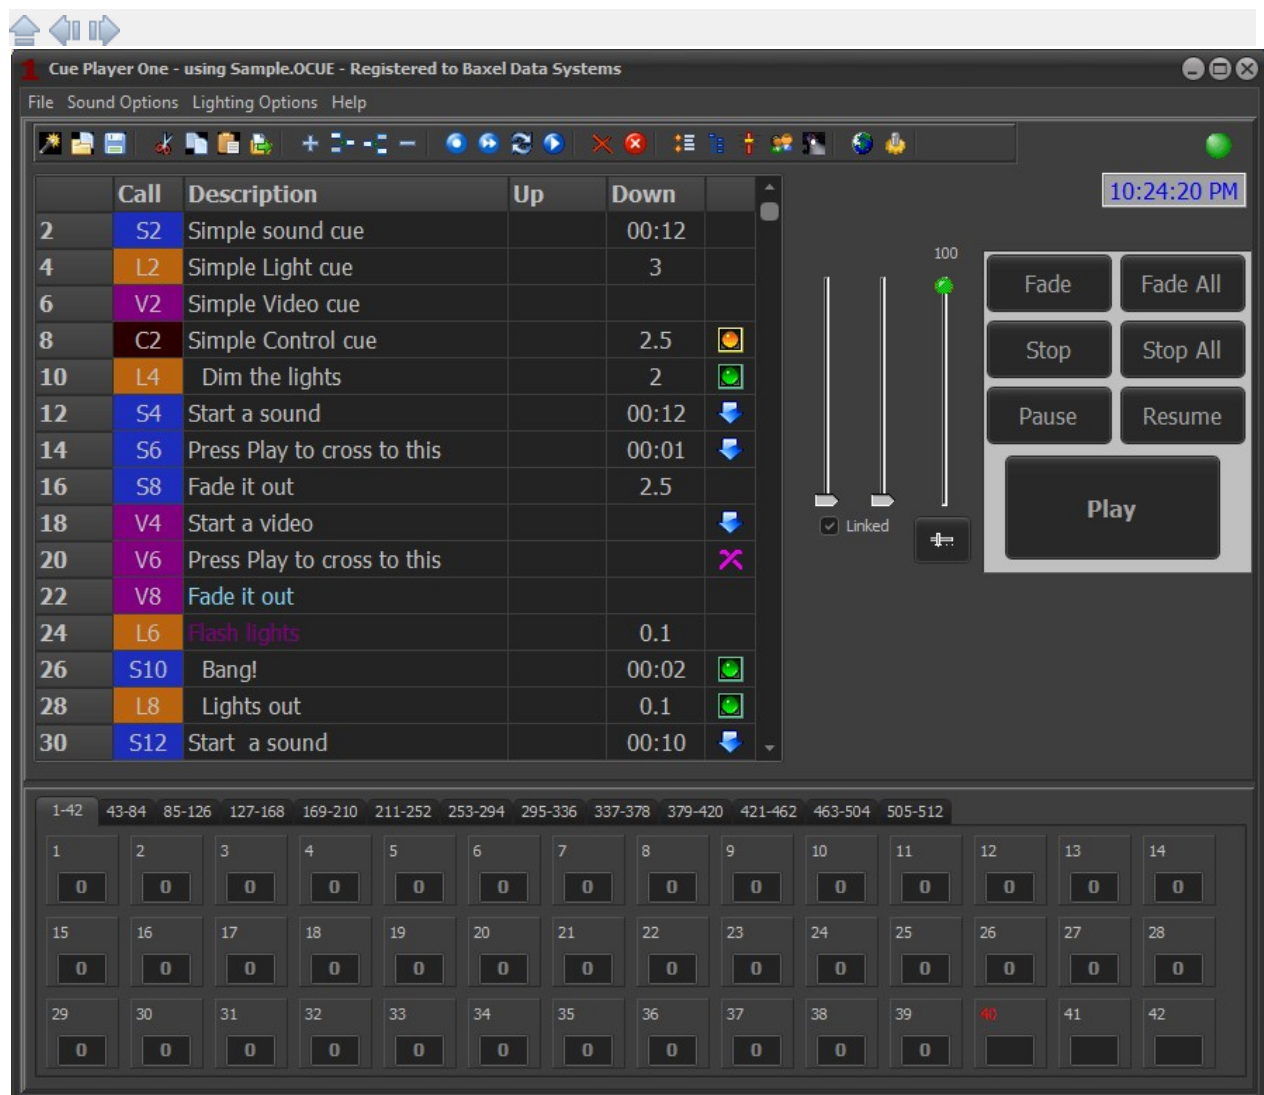 1 Cue Player One - using Sample.OCUE - Registered to Baxel Data Systems
File Sound Options Lighting Options Help
10:24:20 PM
Call Description Up Down
2 S2 Simple sound cue 00:12
4 L2 Simple Light cue 3
6 V2 Simple Video cue
8 C2 Simple Control cue 2.5
10 L4 Dim the lights 2
12 S4 Start a sound 00:12
14 S6 Press Play to cross to this 00:01
16 S8 Fade it out 2.5
18 V4 Start a video
20 V6 Press Play to cross to this
22 V8 Fade it out
24 L6 Flash lights 0.1
26 S10 Bang! 00:02
28 L8 Lights out 0.1
30 S12 Start a sound 00:10
100
Linked
Fade Fade All
Stop Stop All
Pause Resume
Play
1-42 43-84 85-126 127-168 169-210 211-252 253-294 295-336 337-378 379-420 421-462 463-504 505-512
1 2 3 4 5 6 7 8 9 10 11 12 13 14
0 0 0 0 0 0 0 0 0 0 0 0 0 0
15 16 17 18 19 20 21 22 23 24 25 26 27 28
0 0 0 0 0 0 0 0 0 0 0 0 0 0
29 30 31 32 33 34 35 36 37 38 39 40 41 42
0 0 0 0 0 0 0 0 0 0 0